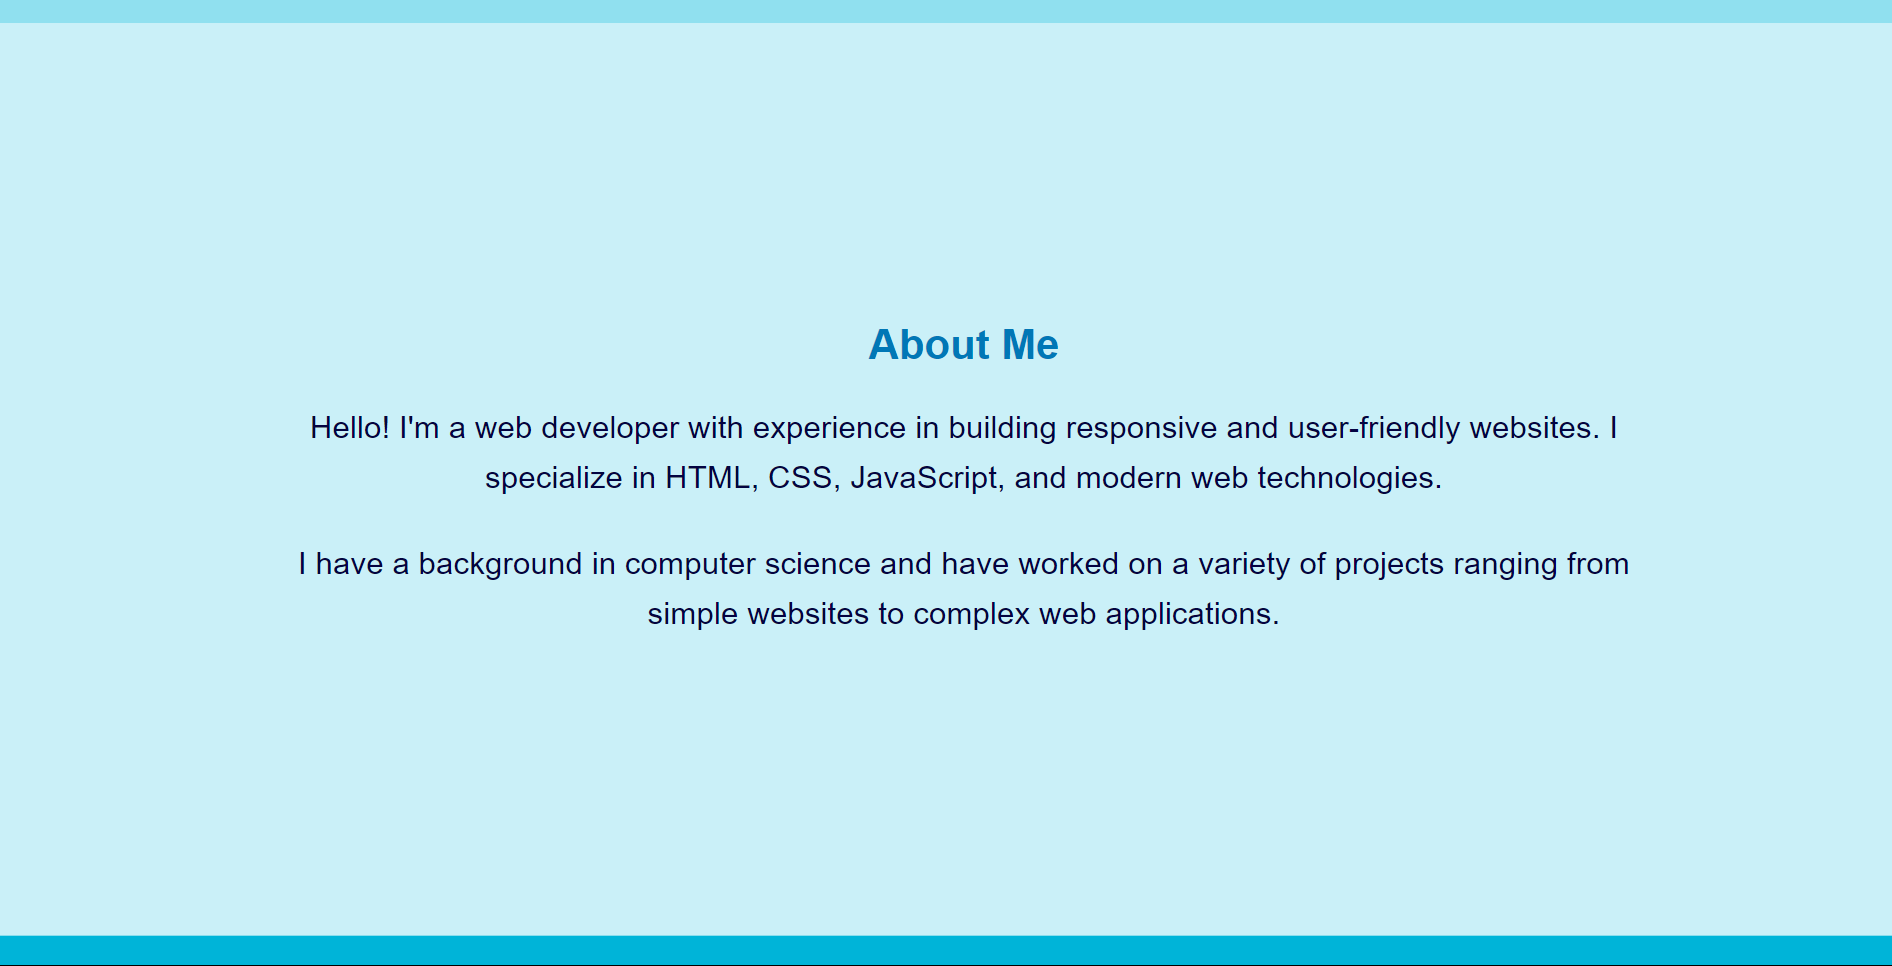 About Me
Hello! I'm a web developer with experience in building responsive and user-friendly websites. I
specialize in HTML, CSS, JavaScript, and modern web technologies.
I have a background in computer science and have worked on a variety of projects ranging from
simple websites to complex web applications.